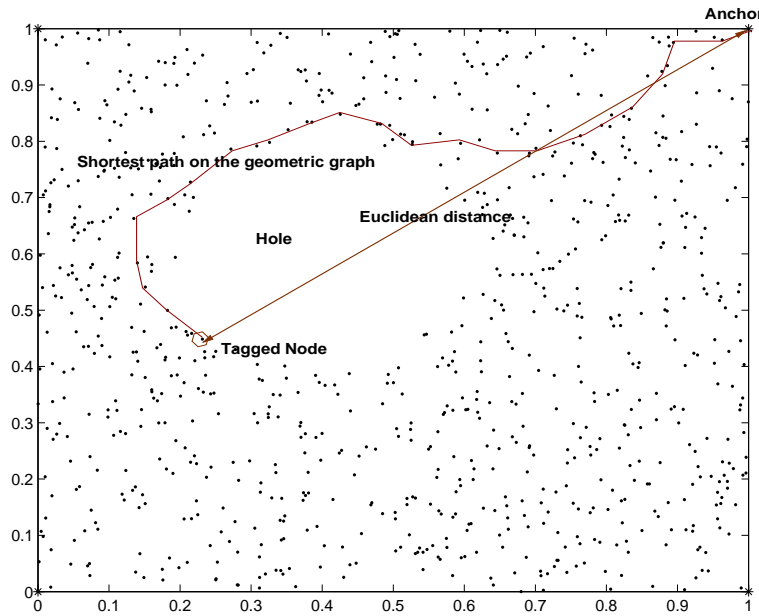 Anchor
1
0.9
0.8
Shortest path on the geometric graph
0.7
Euclidean distance
Hole
0.6
0.5
Tagged Node
0.4
0.3
0.2
0.1
0
0 0.1 0.2 0.3 0.4 0.5 0.6 0.7 0.8 0.9 1